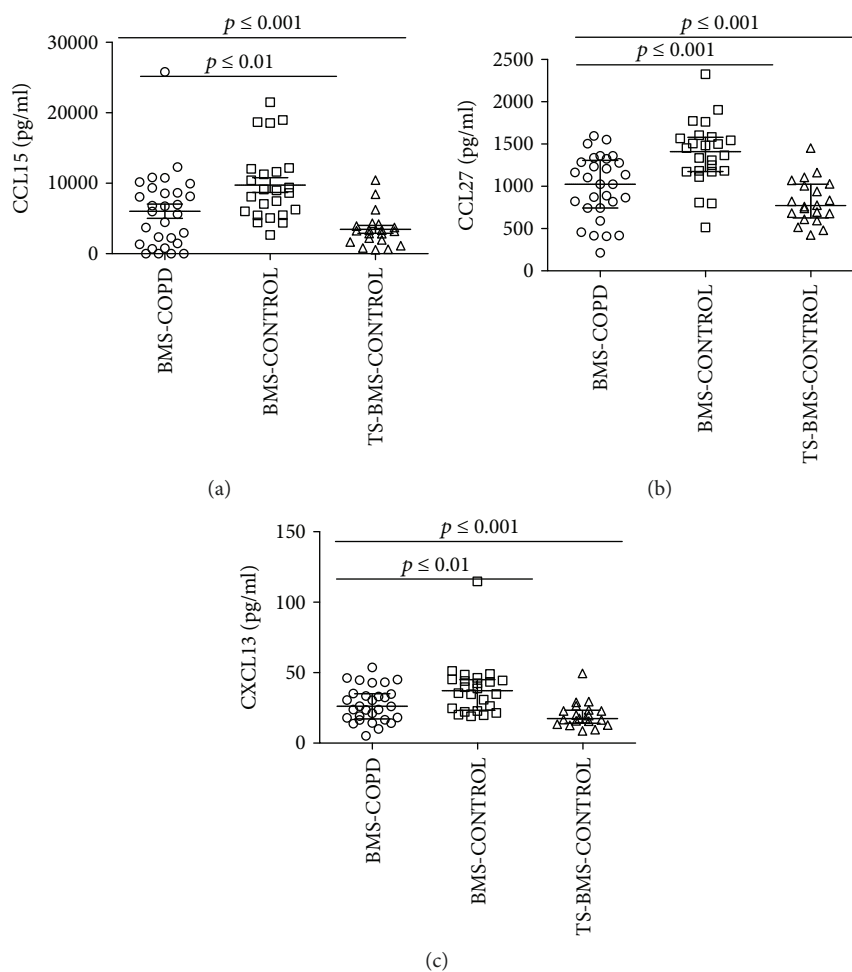 p ≤ 0.001
p ≤ 0.01
30000
20000
10000
0
CCL15 (pg/ml)
BMS-COPD
BMS-CONTROL
TS-BMS-CONTROL
(a)
p ≤ 0.001
p ≤ 0.001
2500
2000
1500
1000
500
0
CCL27 (pg/ml)
BMS-COPD
BMS-CONTROL
TS-BMS-CONTROL
(b)
p ≤ 0.001
p ≤ 0.01
150
100
50
0
CXCL13 (pg/ml)
BMS-COPD
BMS-CONTROL
TS-BMS-CONTROL
(c)